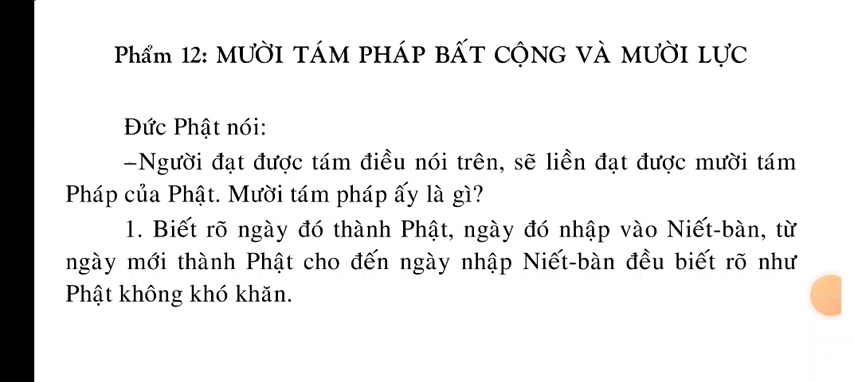 Phẩm 12: MƯỜI TÁM PHÁP BẤT CỘNG VÀ MƯỜI LỰC
Đức Phật nói:
–Người đạt được tám điều nói trên, sẽ liền đạt được mười tám
Pháp của Phật. Mười tám pháp ấy là gì?
1. Biết rõ ngày đó thành Phật, ngày đó nhập vào Niết-bàn, từ
ngày mới thành Phật cho đến ngày nhập Niết-bàn đều biết rõ như
Phật không khó khăn.